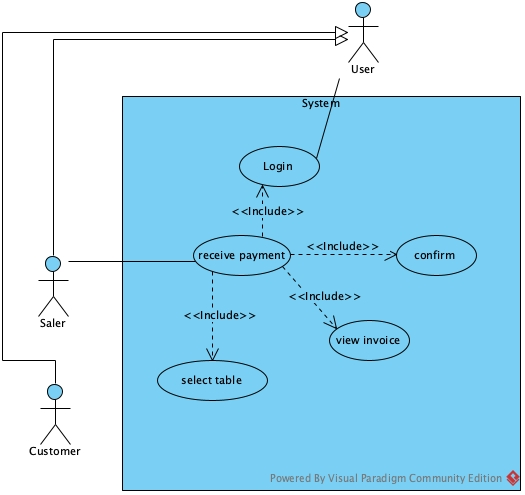 User
System
Login
<<Include>>
receive payment
<<Include>>
confirm
Saler
<<Include>>
<<Include>>
view invoice
select table
Customer
Powered By Visual Paradigm Community Edition